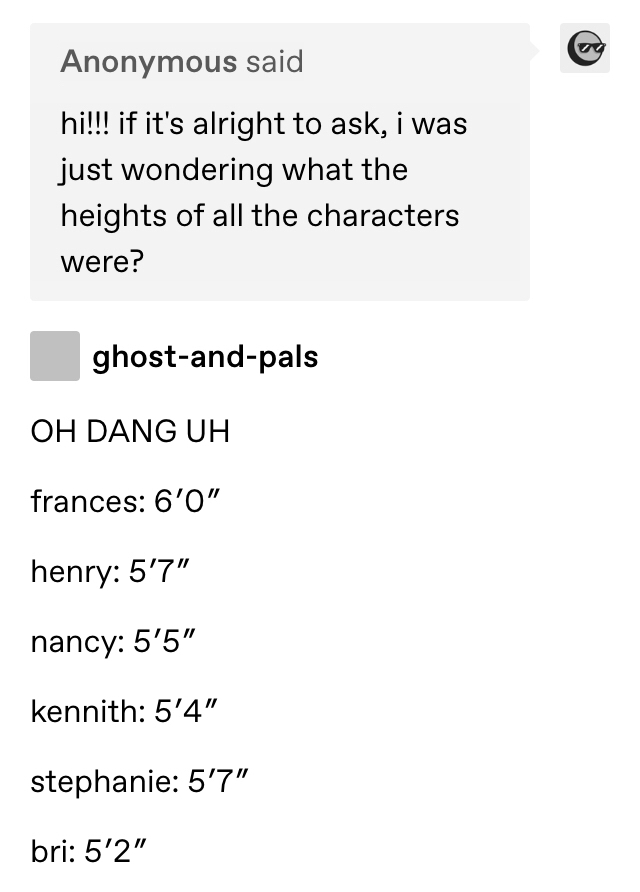 Anonymous said
hi!!! if it's alright to ask, i was
just wondering what the
heights of all the characters
were?
ghost-and-pals
OH DANG UH
frances: 6′0″
henry: 5′7″
nancy: 5′5″
kennith: 5′4″
stephanie: 5′7″
bri: 5′2″